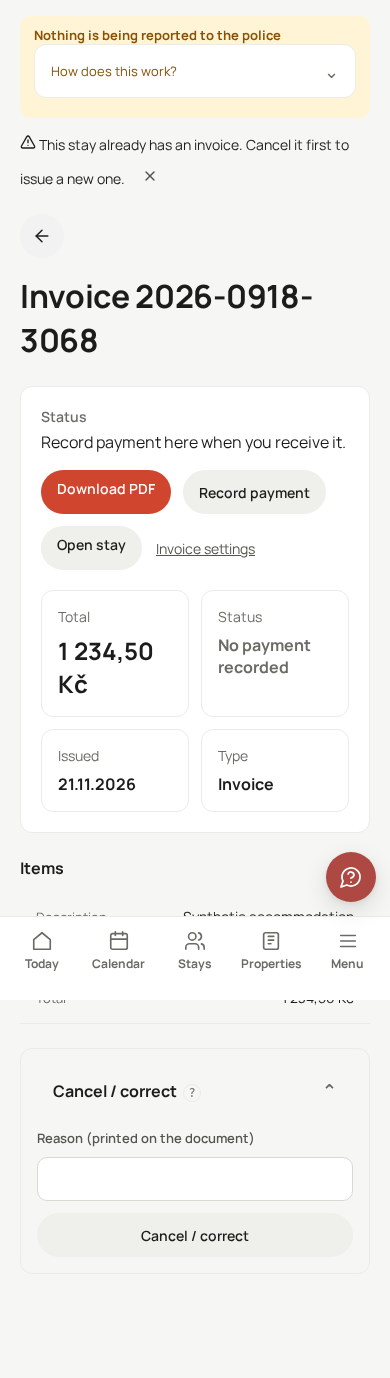 Nothing is being reported to the police
How does this work?
This stay already has an invoice. Cancel it first to
issue a new one.
Invoice 2026-0918-
3068
Status
Record payment here when you receive it.
Download PDF
Record payment
Open stay
Invoice settings
Total
1 234,50
Kč
Status
No payment
recorded
Issued
21.11.2026
Type
Invoice
Items
Today
Calendar
Stays
Properties
Menu
Cancel / correct ?
Reason (printed on the document)
Cancel / correct